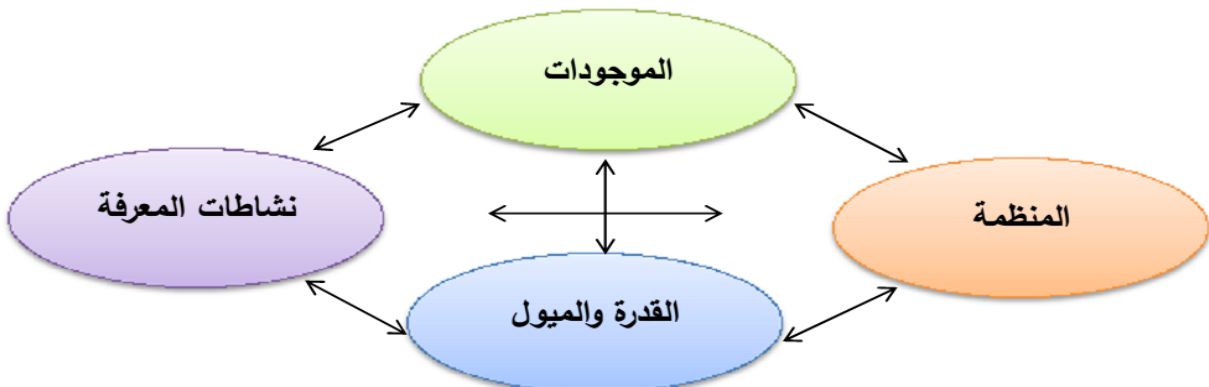 الموجودات
المنظمة
نشاطات المعرفة
القدرة والميول